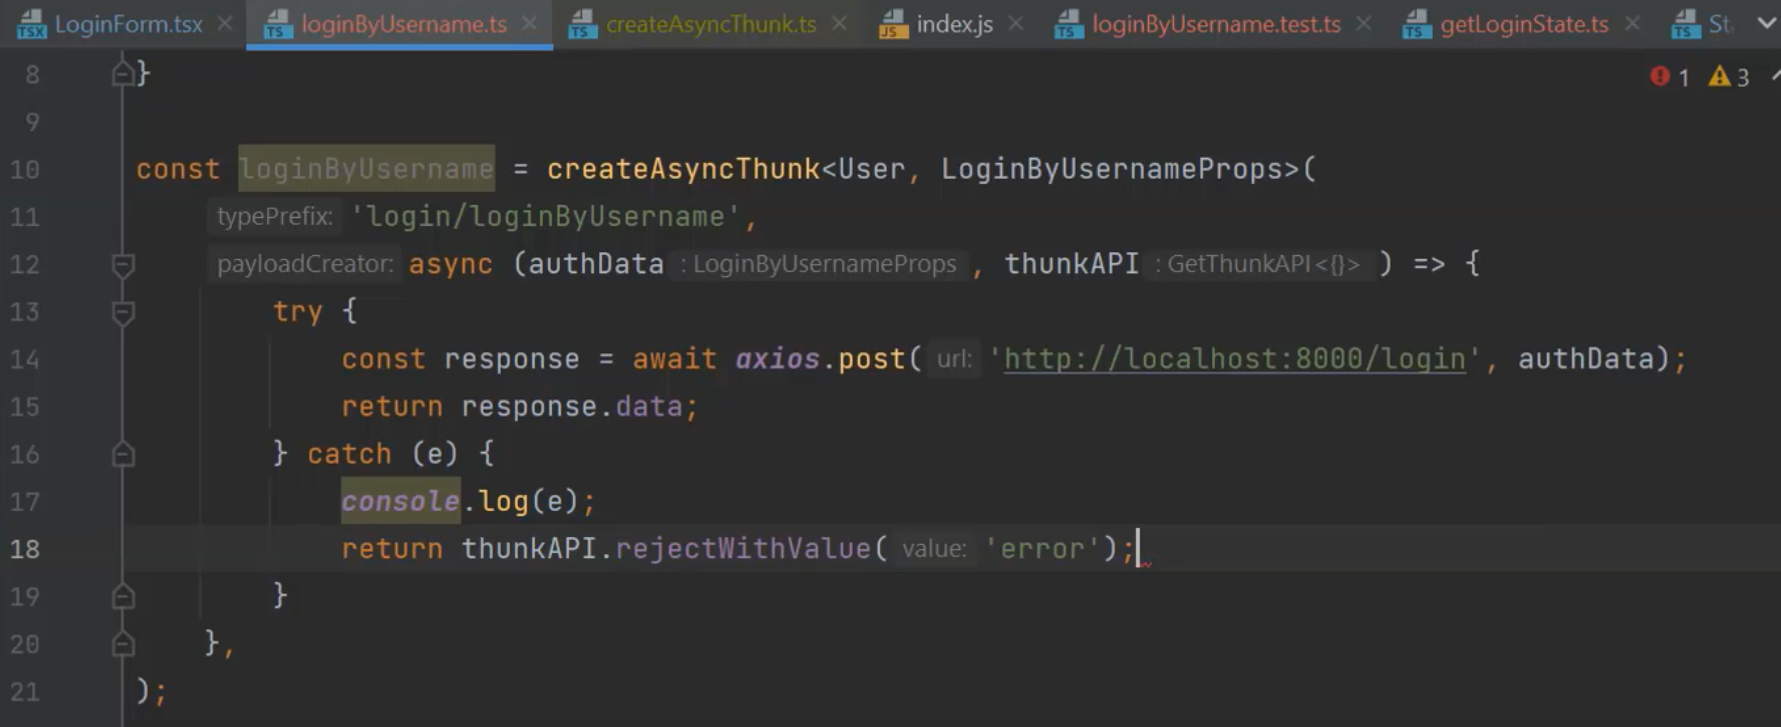 LoginForm.tsx loginByUsername.ts createAsyncThunk.ts index.js loginByUsername.test.ts getLoginState.ts St
8 } 1 3
9
10 const loginByUsername = createAsyncThunk<User, LoginByUsernameProps>(
11 typePrefix: 'login/loginByUsername',
12 payloadCreator: async (authData : LoginByUsernameProps , thunkAPI : GetThunkAPI<{}> ) => {
13 try {
14 const response = await axios.post( url: 'http://localhost:8000/login', authData);
15 return response.data;
16 } catch (e) {
17 console.log(e);
18 return thunkAPI.rejectWithValue( value: 'error');
19 }
20 },
21 );